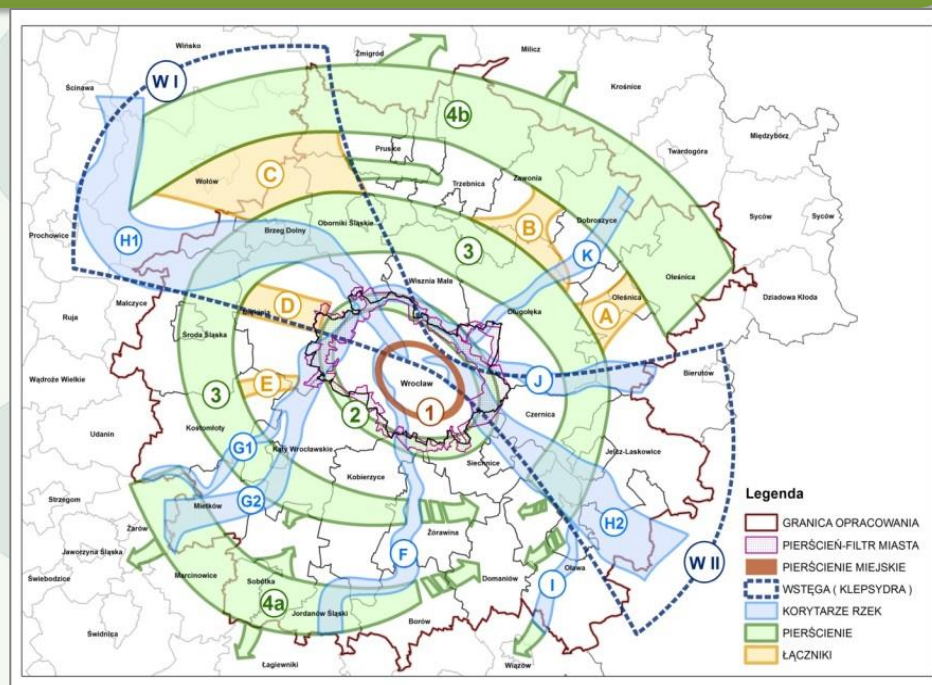 Wińsko
Żmigród
Milicz
Krośnice
Ścinawa
W I
4b
Międzybórz
Twardogóra
Prusice
Zawonia
Trzebnica
C
Wołów
Syców
Syców
B
Dobroszyce
Oborniki Śląskie
Brzeg Dolny
Prochowice
H1
3
K
Oleśnica
Wisznia Mała
Oleśnica
Malczyce
D
Długołęka
A
Dziadowa Kłoda
Ruja
Środa Śląska
Wądroże Wielkie
E
Wrocław
J
Bierutów
3
2
1
Czernica
Kostomłoty
Udanin
G1
Kąty Wrocławskie
Siechnice
Jelcz-Laskowice
Kobierzyce
G2
Strzegom
Mietków
H2
Żarów
Żórawina
W II
Jaworzyna Śląska
F
Oława
Świebodzice
Marcinowice
Sobótka
Domaniów
I
4a
Jordanów Śląski
Borów
Świdnica
Łagiewniki
Wiązów
Legenda
GRANICA OPRACOWANIA
PIERŚCIEŃ-FILTR MIASTA
PIERŚCIENIE MIEJSKIE
WSTĘGA ( KLEPSYDRA )
KORYTARZE RZEK
PIERŚCIENIE
ŁĄCZNIKI